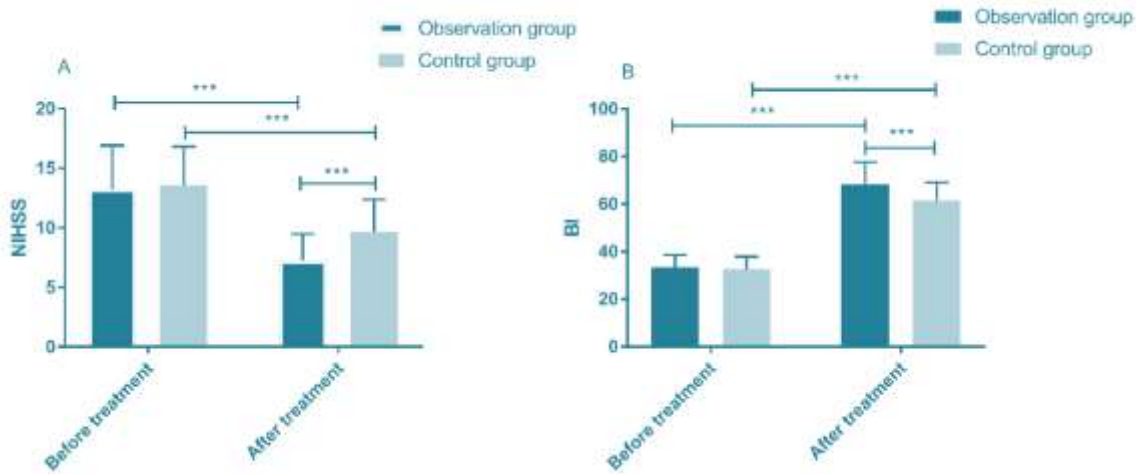 Observation group
Control group
A
***
***
***
20
15
10
5
0
NIHSS
Before treatment
After treatment
Observation group
Control group
B
***
***
***
100
80
60
40
20
0
BI
Before treatment
After treatment